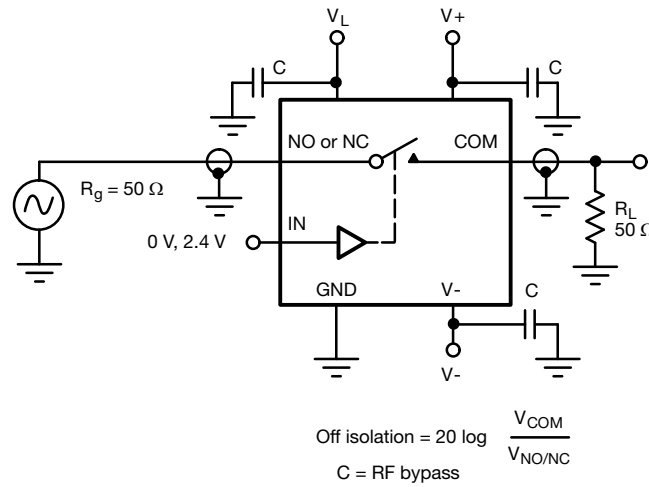 V_L
V+
C
C
NO or NC
COM
R_g = 50 Ω
R_L
50 Ω
IN
0 V, 2.4 V
GND
V-
C
V-
Off isolation = 20 log V_COM / V_NO/NC
C = RF bypass